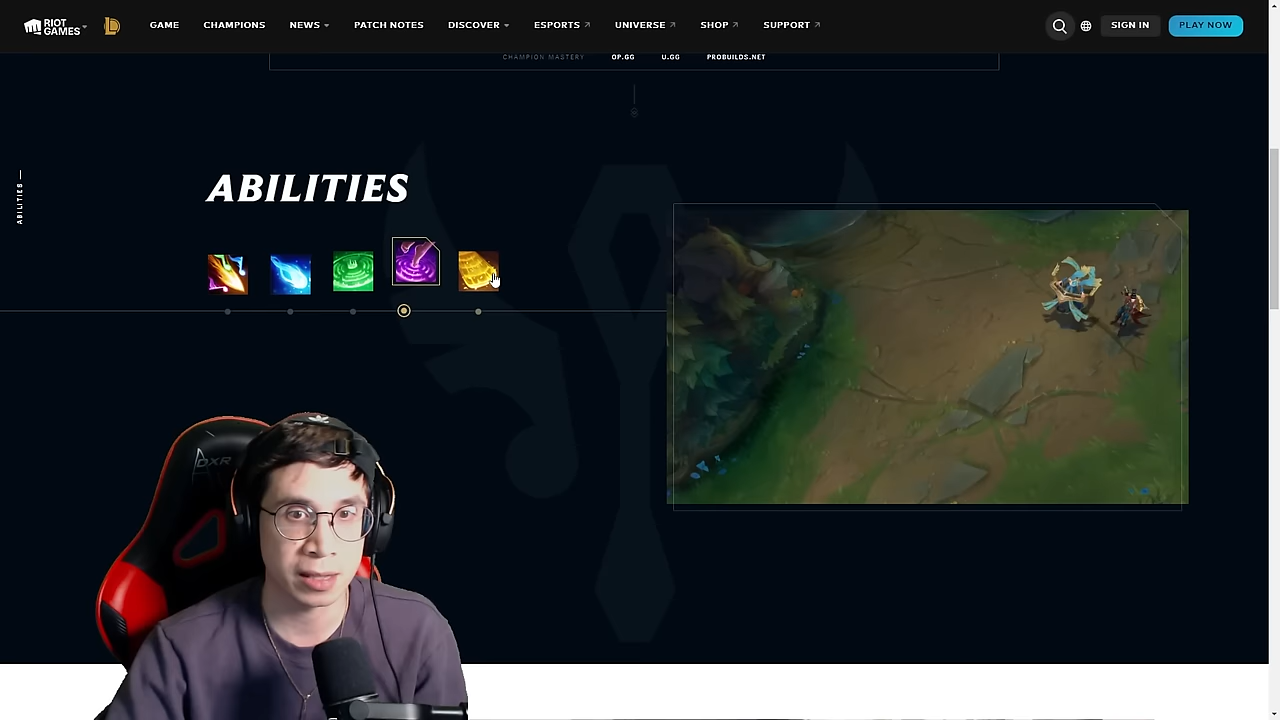 RIOT GAMES
GAME
CHAMPIONS
NEWS
PATCH NOTES
DISCOVER
ESPORTS
UNIVERSE
SHOP
SUPPORT
SIGN IN
PLAY NOW
CHAMPION MASTERY
OP.GG
U.GG
PROBUILDS.NET
ABILITIES
ABILITIES
DXR